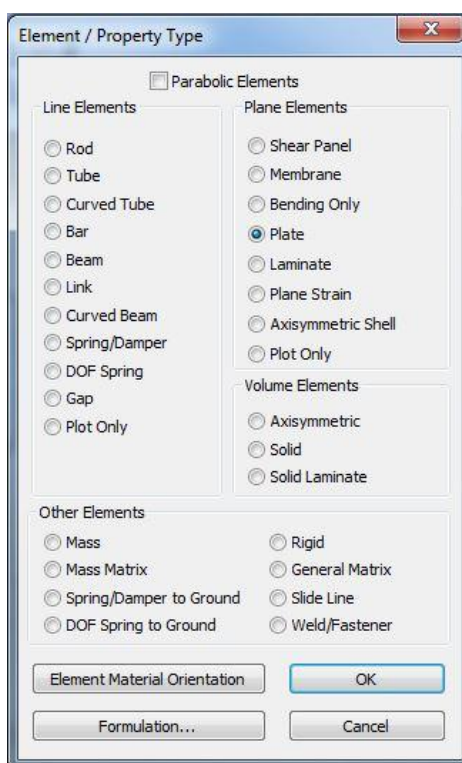 Element / Property Type
Parabolic Elements
Line Elements
Rod
Tube
Curved Tube
Bar
Beam
Link
Curved Beam
Spring/Damper
DOF Spring
Gap
Plot Only
Plane Elements
Shear Panel
Membrane
Bending Only
Plate
Laminate
Plane Strain
Axisymmetric Shell
Plot Only
Volume Elements
Axisymmetric
Solid
Solid Laminate
Other Elements
Mass
Mass Matrix
Spring/Damper to Ground
DOF Spring to Ground
Rigid
General Matrix
Slide Line
Weld/Fastener
Element Material Orientation
OK
Formulation...
Cancel